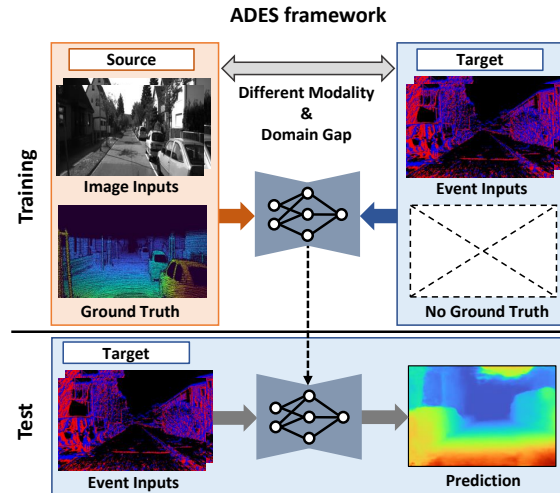 ADES framework
Training
Source
Image Inputs
Ground Truth
Different Modality
&
Domain Gap
Target
Event Inputs
No Ground Truth
Test
Target
Event Inputs
Prediction